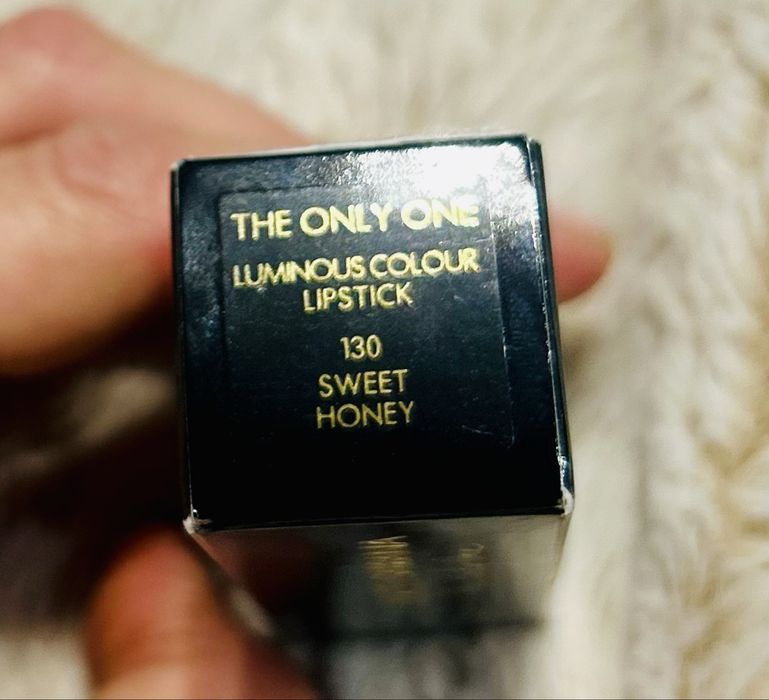 THE ONLY ONE
LUMINOUS COLOUR
LIPSTICK
130
SWEET
HONEY